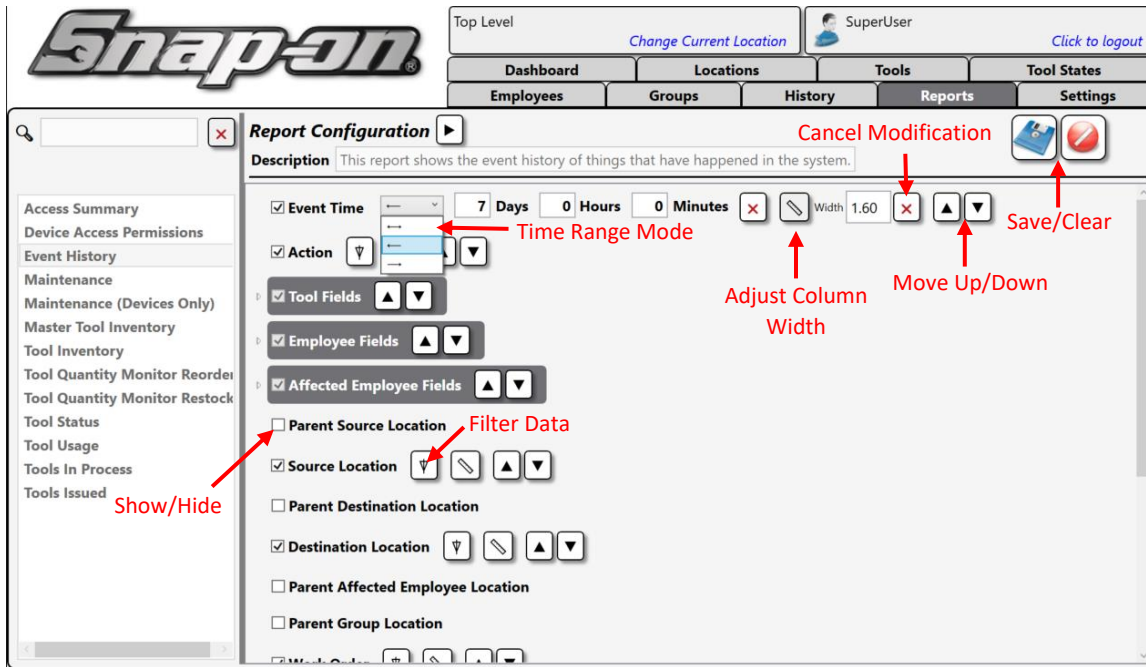 Snap-on®
Top Level
Change Current Location
SuperUser
Click to logout
Dashboard
Locations
Tools
Tool States
Employees
Groups
History
Reports
Settings
Report Configuration
Cancel Modification
Description This report shows the event history of things that have happened in the system.
Access Summary
Device Access Permissions
Event History
Maintenance
Maintenance (Devices Only)
Master Tool Inventory
Tool Inventory
Tool Quantity Monitor Reorder
Tool Quantity Monitor Restock
Tool Status
Tool Usage
Tools In Process
Tools Issued
Show/Hide
Event Time 7 Days 0 Hours 0 Minutes Width 1.60
Save/Clear
Time Range Mode
Action
Move Up/Down
Adjust Column
Width
Tool Fields
Employee Fields
Affected Employee Fields
Parent Source Location
Filter Data
Source Location
Parent Destination Location
Destination Location
Parent Affected Employee Location
Parent Group Location
Work Order